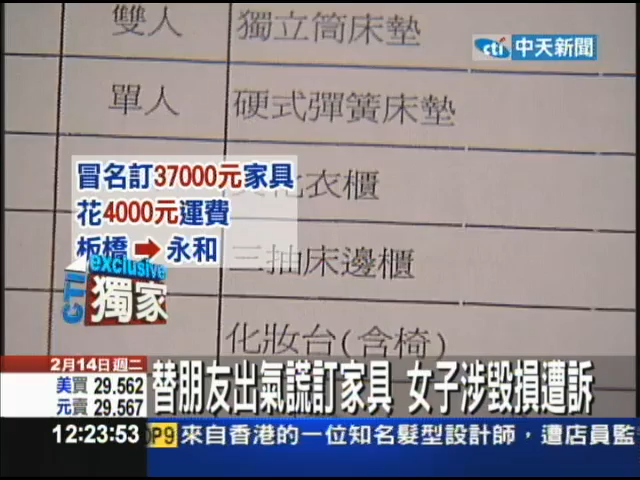 雙人 獨立筒床墊
cti 中天新聞
單人 硬式彈簧床墊
冒名訂37000元家具
衣櫃
花4000元運費
板橋 永和
三抽床邊櫃
CTI exclusive
獨家
化妝台(含椅)
2月14日週二
美買 29.562
元賣 29.567
替朋友出氣謊訂家具 女子涉毀損遭訴
12:23:53
OP9 來自香港的一位知名髮型設計師,遭店員監